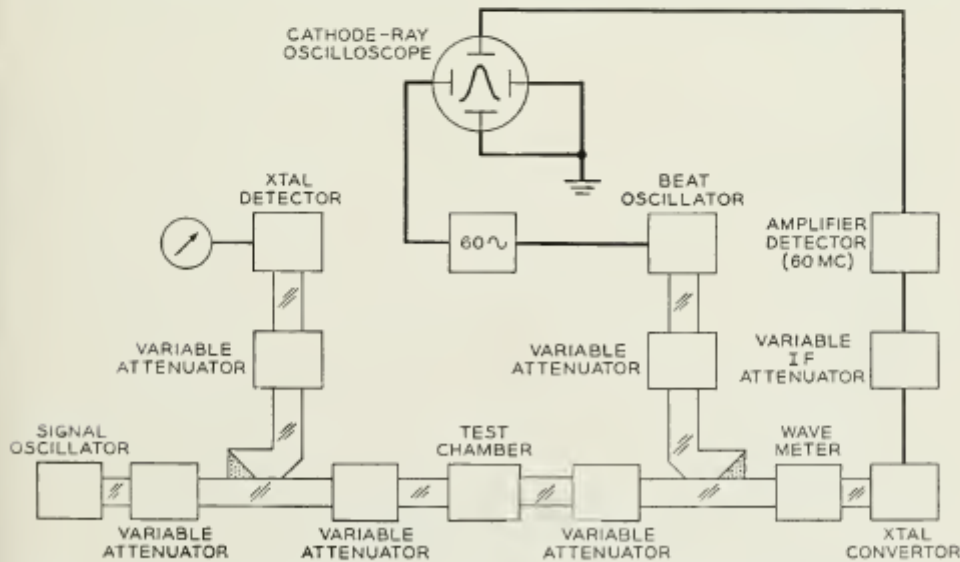 CATHODE-RAY
OSCILLOSCOPE
XTAL
DETECTOR
BEAT
OSCILLATOR
60∿
AMPLIFIER
DETECTOR
(60 MC)
VARIABLE
ATTENUATOR
VARIABLE
ATTENUATOR
VARIABLE
I F
ATTENUATOR
SIGNAL
OSCILLATOR
TEST
CHAMBER
WAVE
METER
VARIABLE
ATTENUATOR
VARIABLE
ATTENUATOR
VARIABLE
ATTENUATOR
XTAL
CONVERTOR